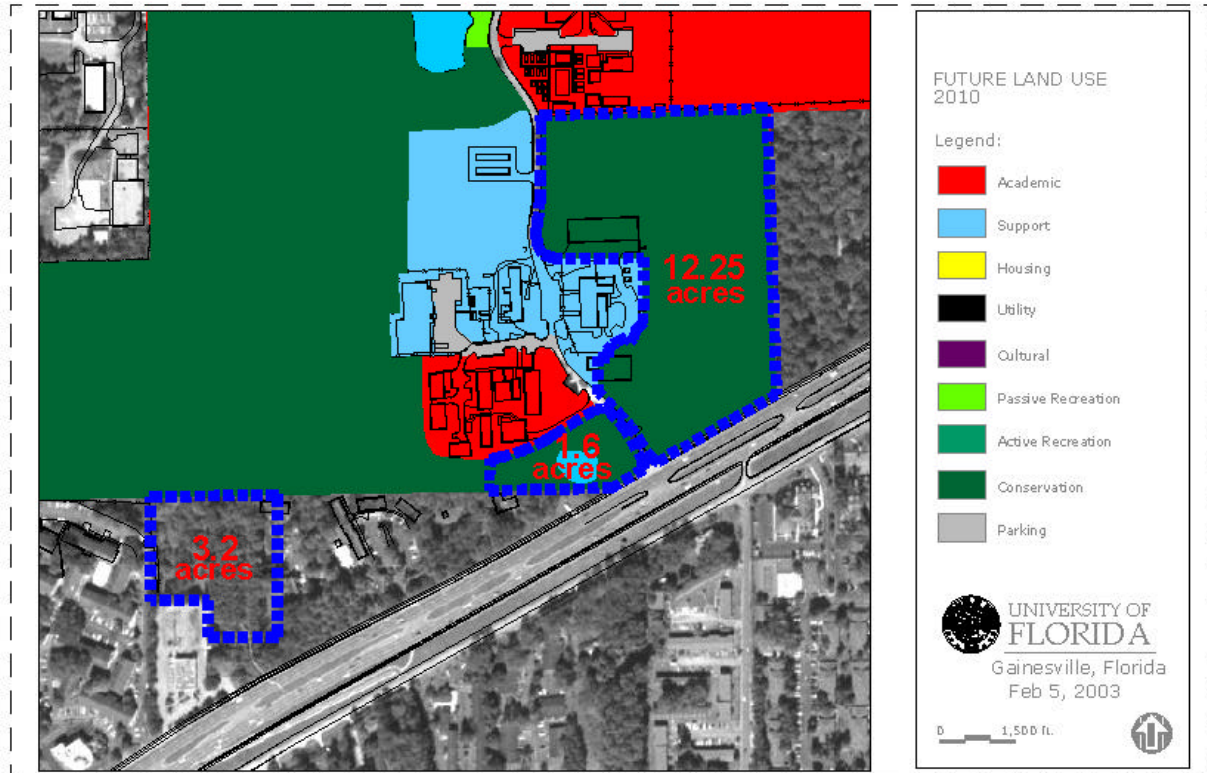 12.25
acres
1.6
acres
3.2
acres
FUTURE LAND USE
2010
Legend:
Academic
Support
Housing
Utility
Cultural
Passive Recreation
Active Recreation
Conservation
Parking
UNIVERSITY OF
FLORIDA
Gainesville, Florida
Feb 5, 2003
0 1,500 ft.